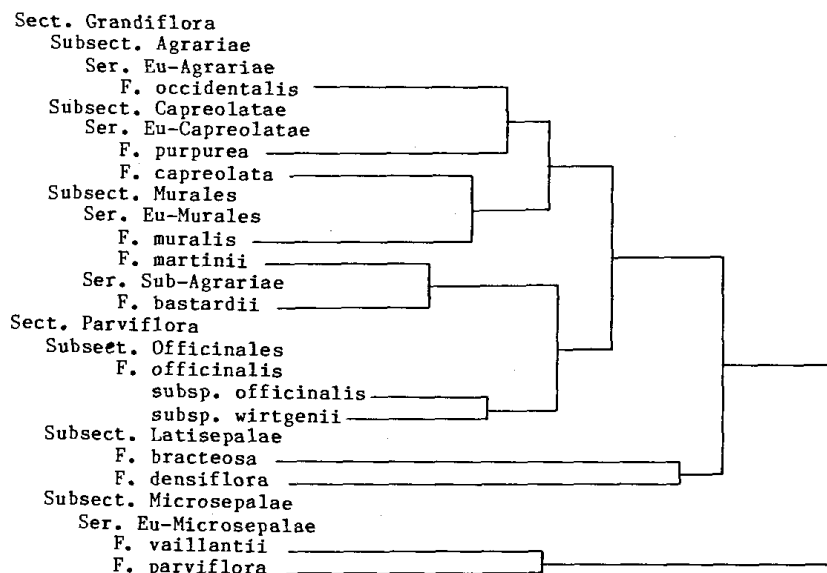 Sect. Grandiflora
Subsect. Agrariae
Ser. Eu-Agrariae
F. occidentalis
Subsect. Capreolatae
Ser. Eu-Capreolatae
F. purpurea
F. capreolata
Subsect. Murales
Ser. Eu-Murales
F. muralis
F. martinii
Ser. Sub-Agrariae
F. bastardii
Sect. Parviflora
Subsect. Officinales
F. officinalis
subsp. officinalis
subsp. wirtgenii
Subsect. Latisepalae
F. bracteosa
F. densiflora
Subsect. Microsepalae
Ser. Eu-Microsepalae
F. vaillantii
F. parviflora